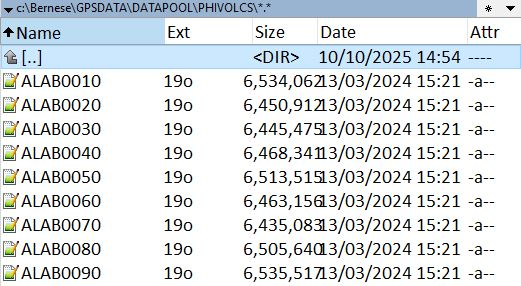 c:\Bernese\GPSDATA\DATAPOOL\PHIVOLCS\*.*
Name Ext Size Date Attr
[..] <DIR> 10/10/2025 14:54 ----
ALAB0010 19o 6,534,062 13/03/2024 15:21 -a--
ALAB0020 19o 6,450,912 13/03/2024 15:21 -a--
ALAB0030 19o 6,445,475 13/03/2024 15:21 -a--
ALAB0040 19o 6,468,341 13/03/2024 15:21 -a--
ALAB0050 19o 6,513,515 13/03/2024 15:21 -a--
ALAB0060 19o 6,463,156 13/03/2024 15:21 -a--
ALAB0070 19o 6,435,083 13/03/2024 15:21 -a--
ALAB0080 19o 6,505,640 13/03/2024 15:21 -a--
ALAB0090 19o 6,535,517 13/03/2024 15:21 -a--